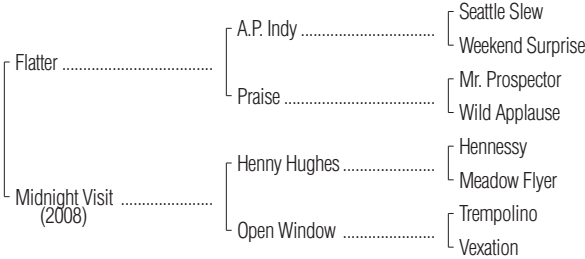 Seattle Slew
A.P. Indy ..................................
Weekend Surprise
Flatter .....................................
Mr. Prospector
Praise .....................................
Wild Applause
Hennessy
Henny Hughes .......................
Meadow Flyer
Midnight Visit .......................
(2008)
Trempolino
Open Window .......................
Vexation